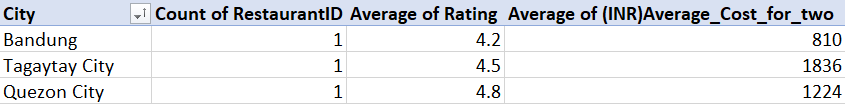 City Count of RestaurantID Average of Rating Average of (INR)Average_Cost_for_two
Bandung 1 4.2 810
Tagaytay City 1 4.5 1836
Quezon City 1 4.8 1224